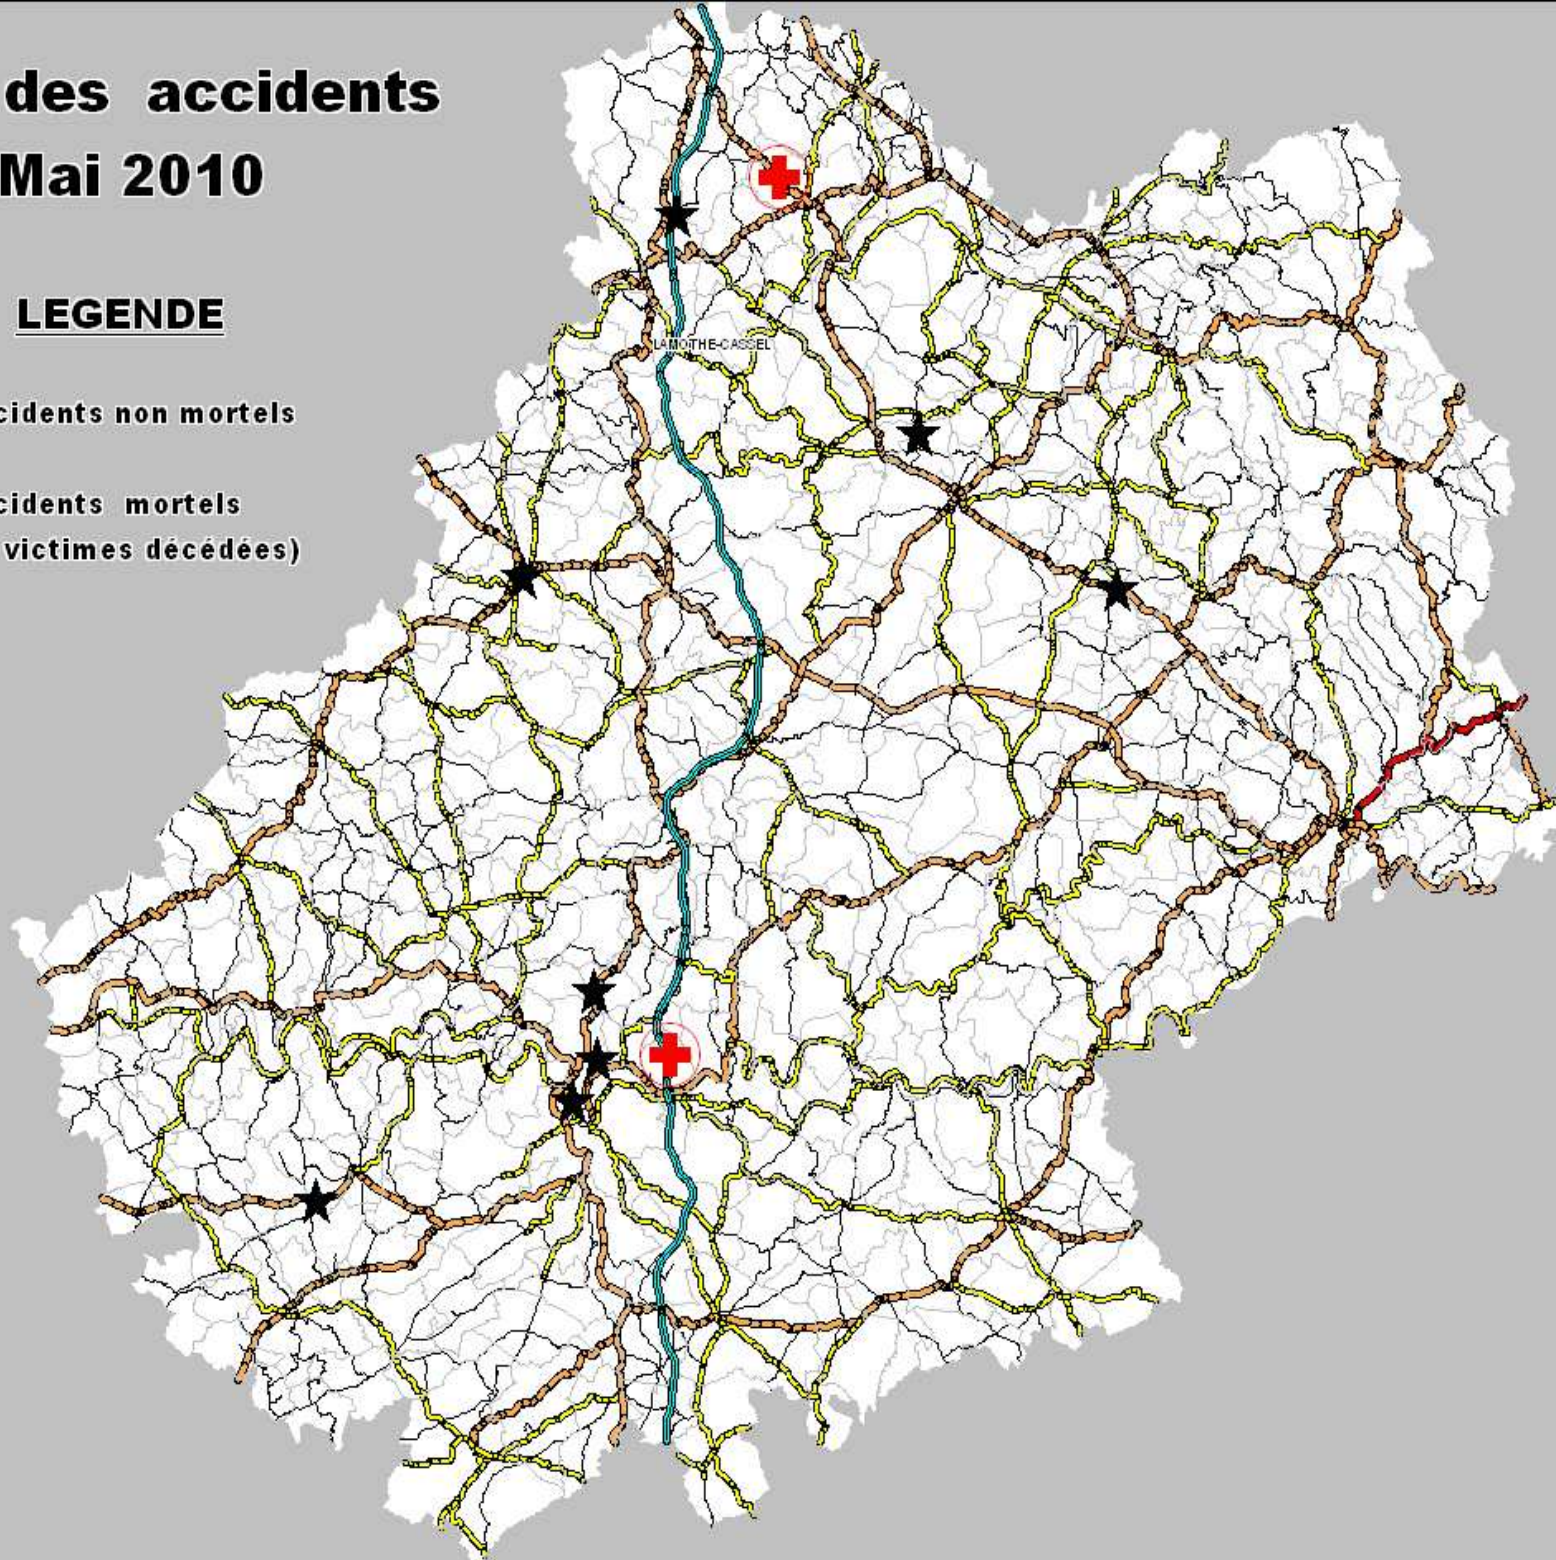 des accidents
Mai 2010
LEGENDE
cidents non mortels
cidents mortels
victimes décédées)
LAMOTHE-CASSEL